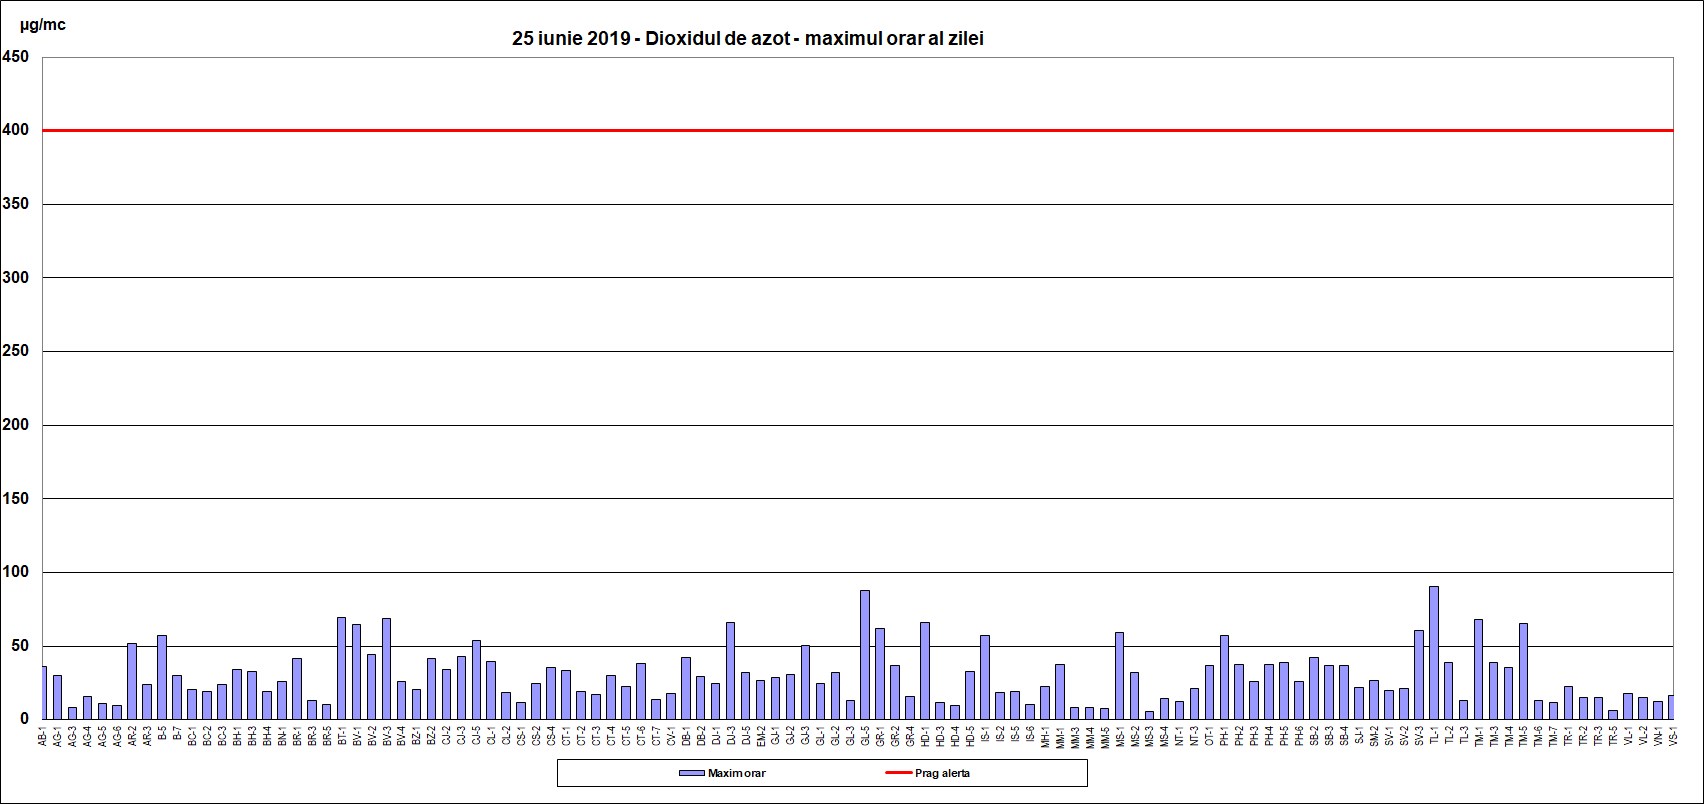 µg/mc
25 iunie 2019 - Dioxidul de azot - maximul orar al zilei
450
400
350
300
250
200
150
100
50
0
AB-1 AG-1 AG-3 AG-4 AG-5 AG-6 AR-2 AR-3 B-5 B-7 BC-1 BC-2 BC-3 BH-1 BH-3 BH-4 BN-1 BR-1 BR-3 BR-5 BT-1 BV-1 BV-2 BV-3 BV-4 BZ-1 BZ-2 CJ-2 CJ-3 CJ-5 CL-1 CL-2 CS-1 CS-2 CS-4 CT-1 CT-2 CT-3 CT-4 CT-5 CT-6 CT-7 CV-1 DB-1 DB-2 DJ-1 DJ-3 DJ-5 EM-2 GJ-1 GJ-2 GJ-3 GL-1 GL-2 GL-3 GL-5 GR-1 GR-2 GR-4 HD-1 HD-3 HD-4 HD-5 IS-1 IS-2 IS-5 IS-6 MH-1 MM-1 MM-3 MM-4 MM-5 MS-1 MS-2 MS-3 MS-4 NT-1 NT-3 OT-1 PH-1 PH-2 PH-3 PH-4 PH-5 PH-6 SB-2 SB-3 SB-4 SJ-1 SM-2 SV-1 SV-2 SV-3 TL-1 TL-2 TL-3 TM-1 TM-3 TM-4 TM-5 TM-6 TM-7 TR-1 TR-2 TR-3 TR-5 VL-1 VL-2 VN-1 VS-1
Maxim orar Prag alerta